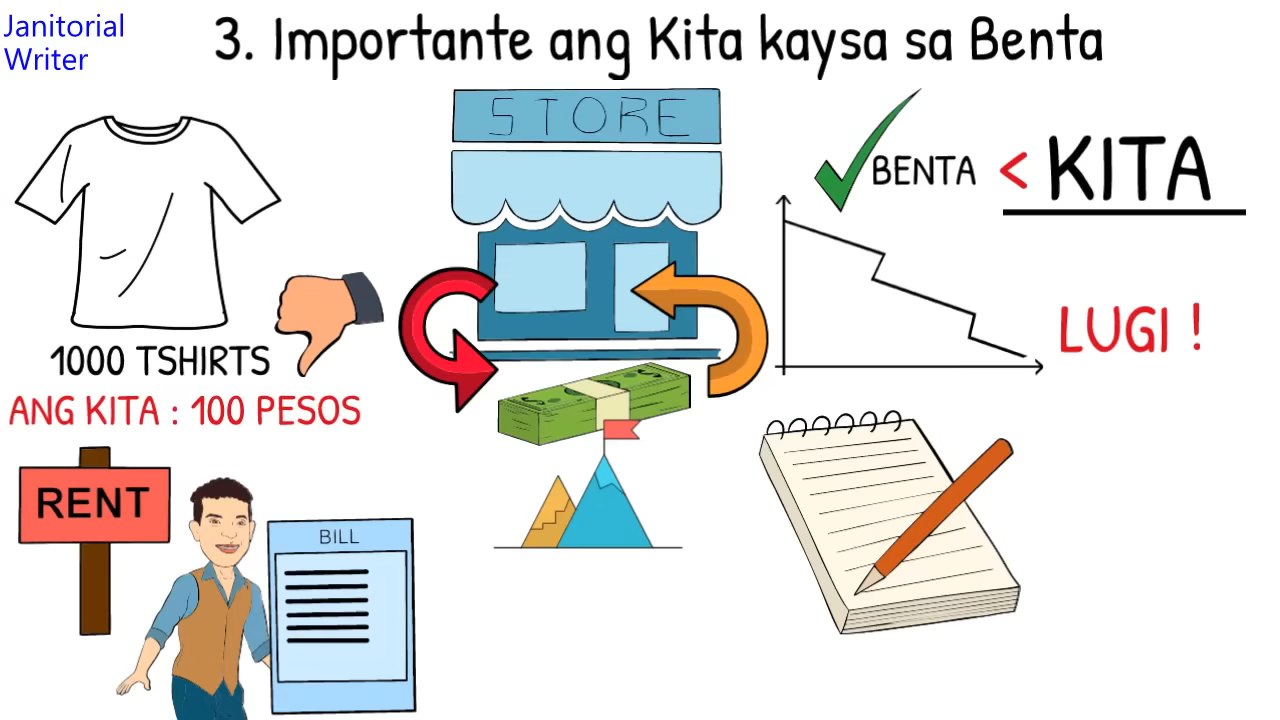 Janitorial
Writer
3. Importante ang Kita kaysa sa Benta
STORE
BENTA < KITA
1000 TSHIRTS
ANG KITA : 100 PESOS
LUGI !
RENT
BILL